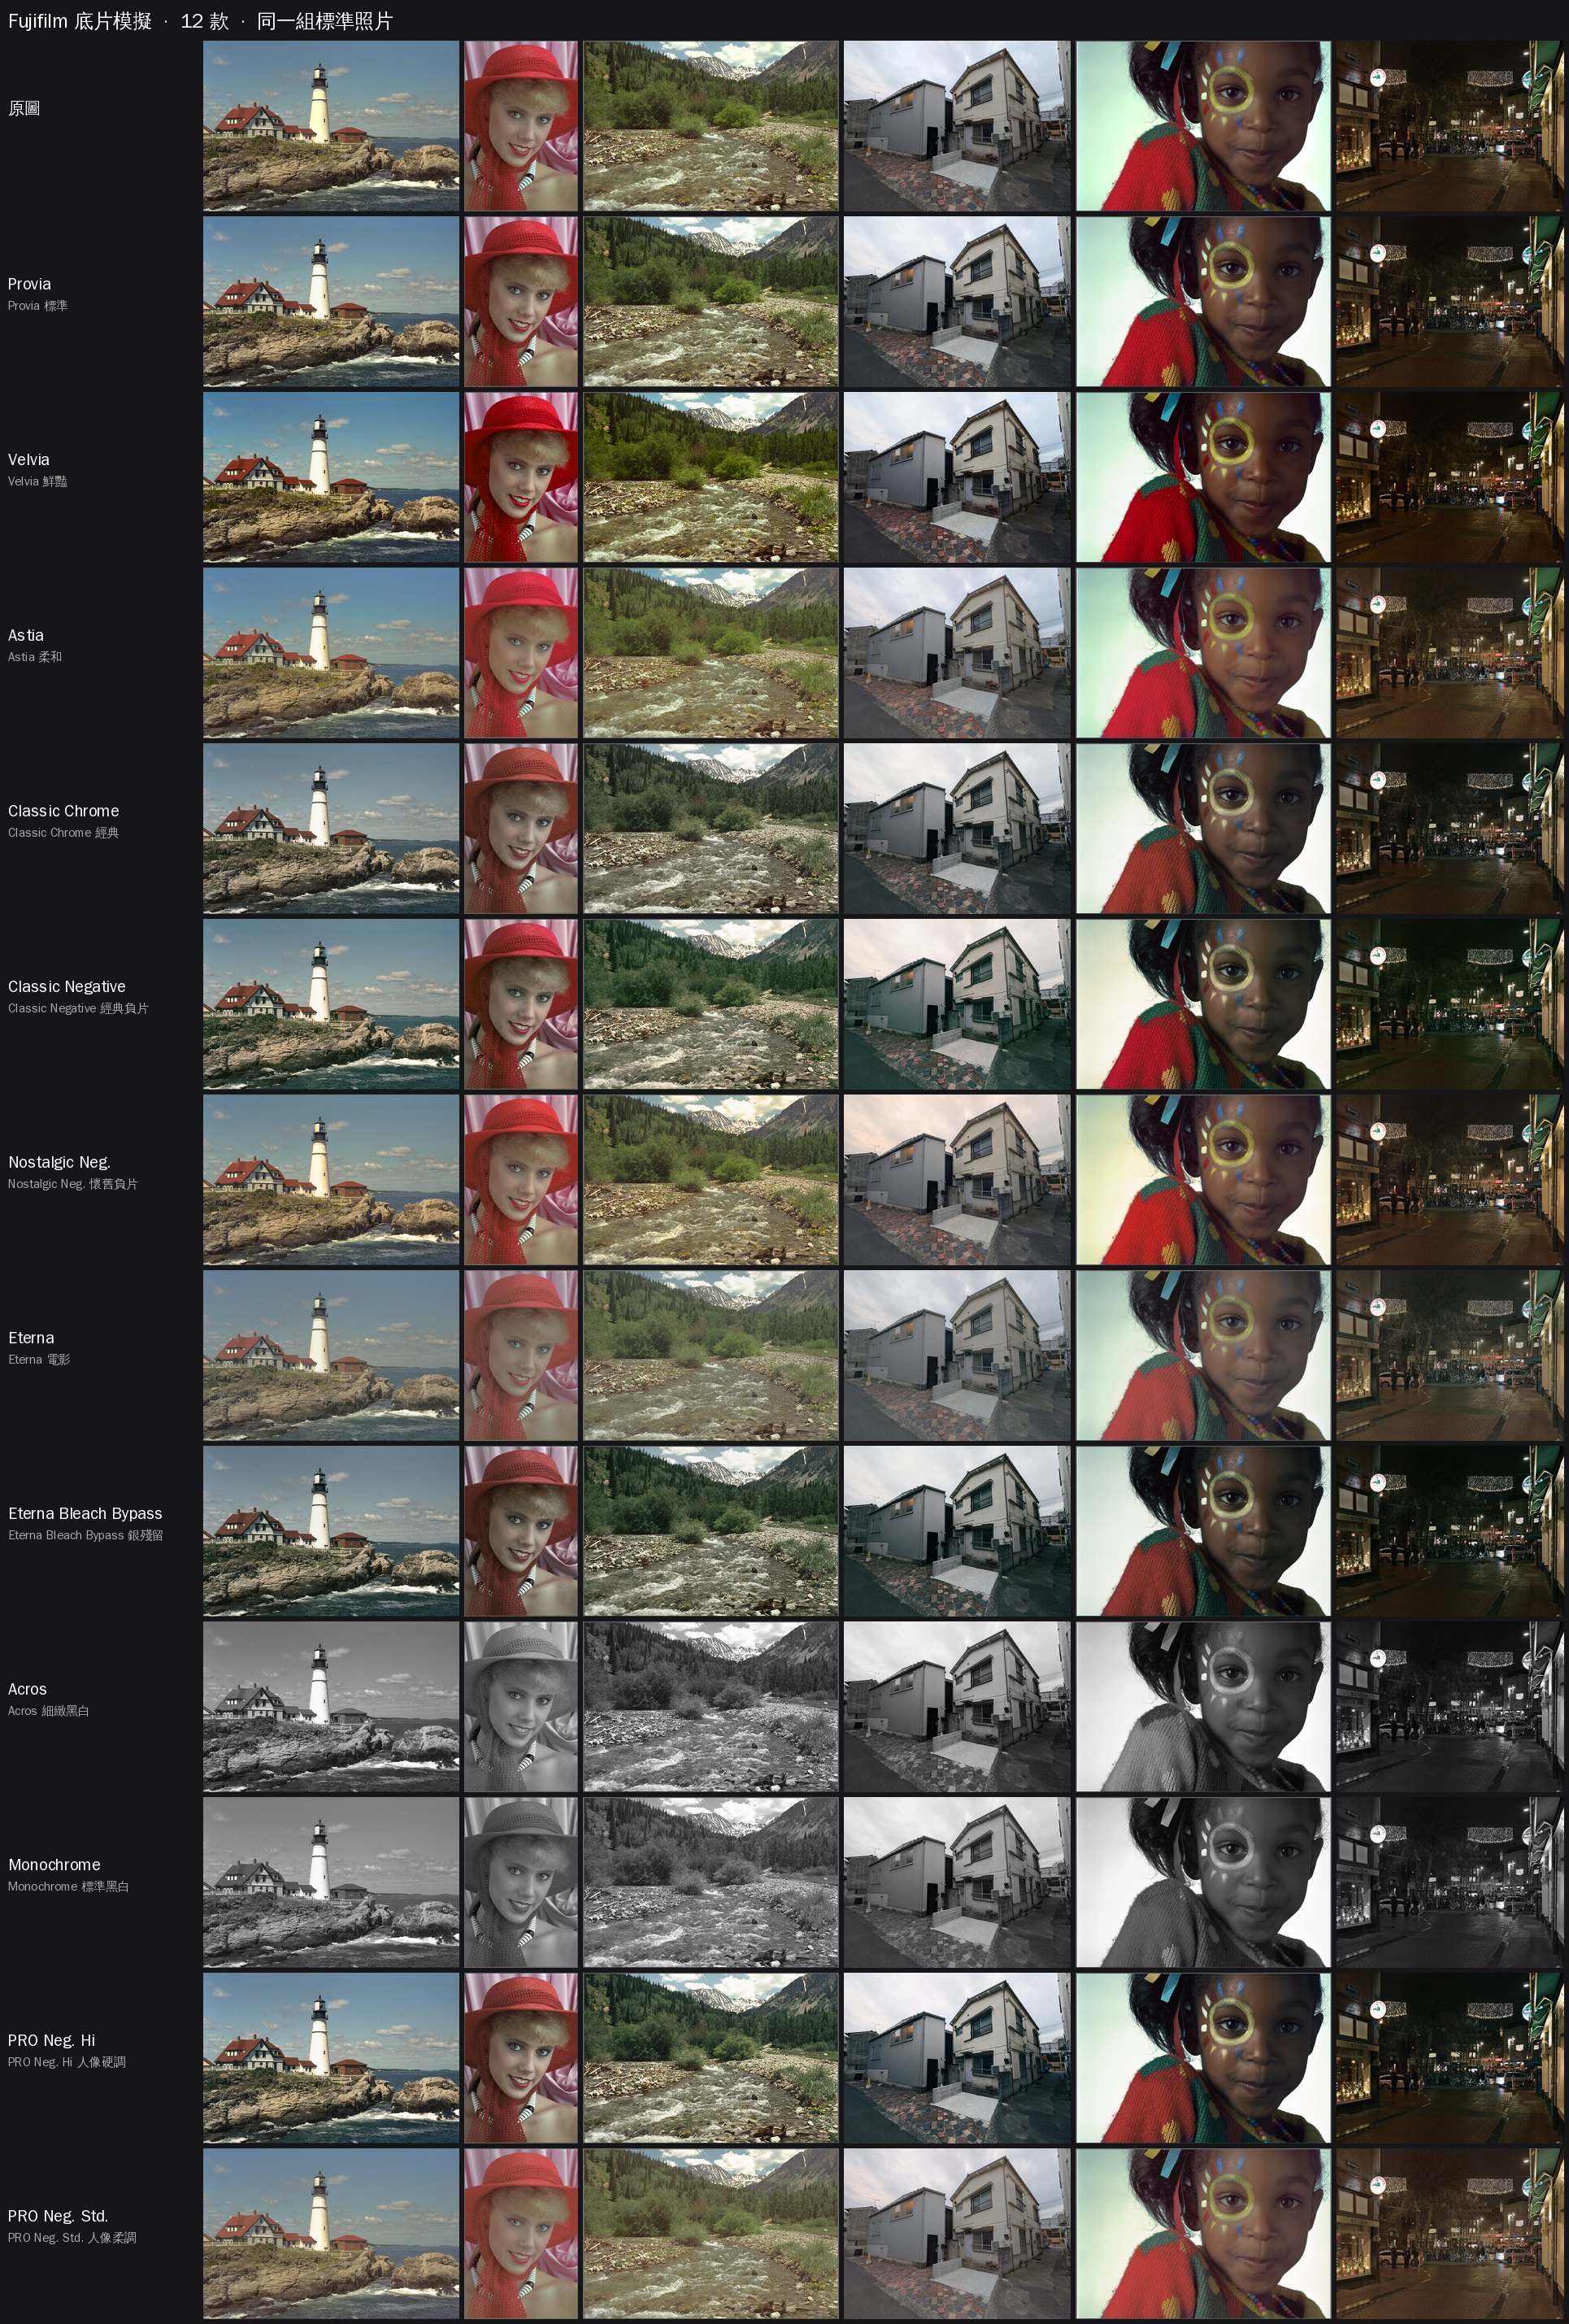 Fujifilm 底片模擬 · 12 款 · 同一組標準照片
原圖
Provia
Provia 標準
Velvia
Velvia 鮮豔
Astia
Astia 柔和
Classic Chrome
Classic Chrome 經典
Classic Negative
Classic Negative 經典負片
Nostalgic Neg.
Nostalgic Neg. 懷舊負片
Eterna
Eterna 電影
Eterna Bleach Bypass
Eterna Bleach Bypass 銀殘留
Acros
Acros 細緻黑白
Monochrome
Monochrome 標準黑白
PRO Neg. Hi
PRO Neg. Hi 人像硬調
PRO Neg. Std.
PRO Neg. Std. 人像柔調